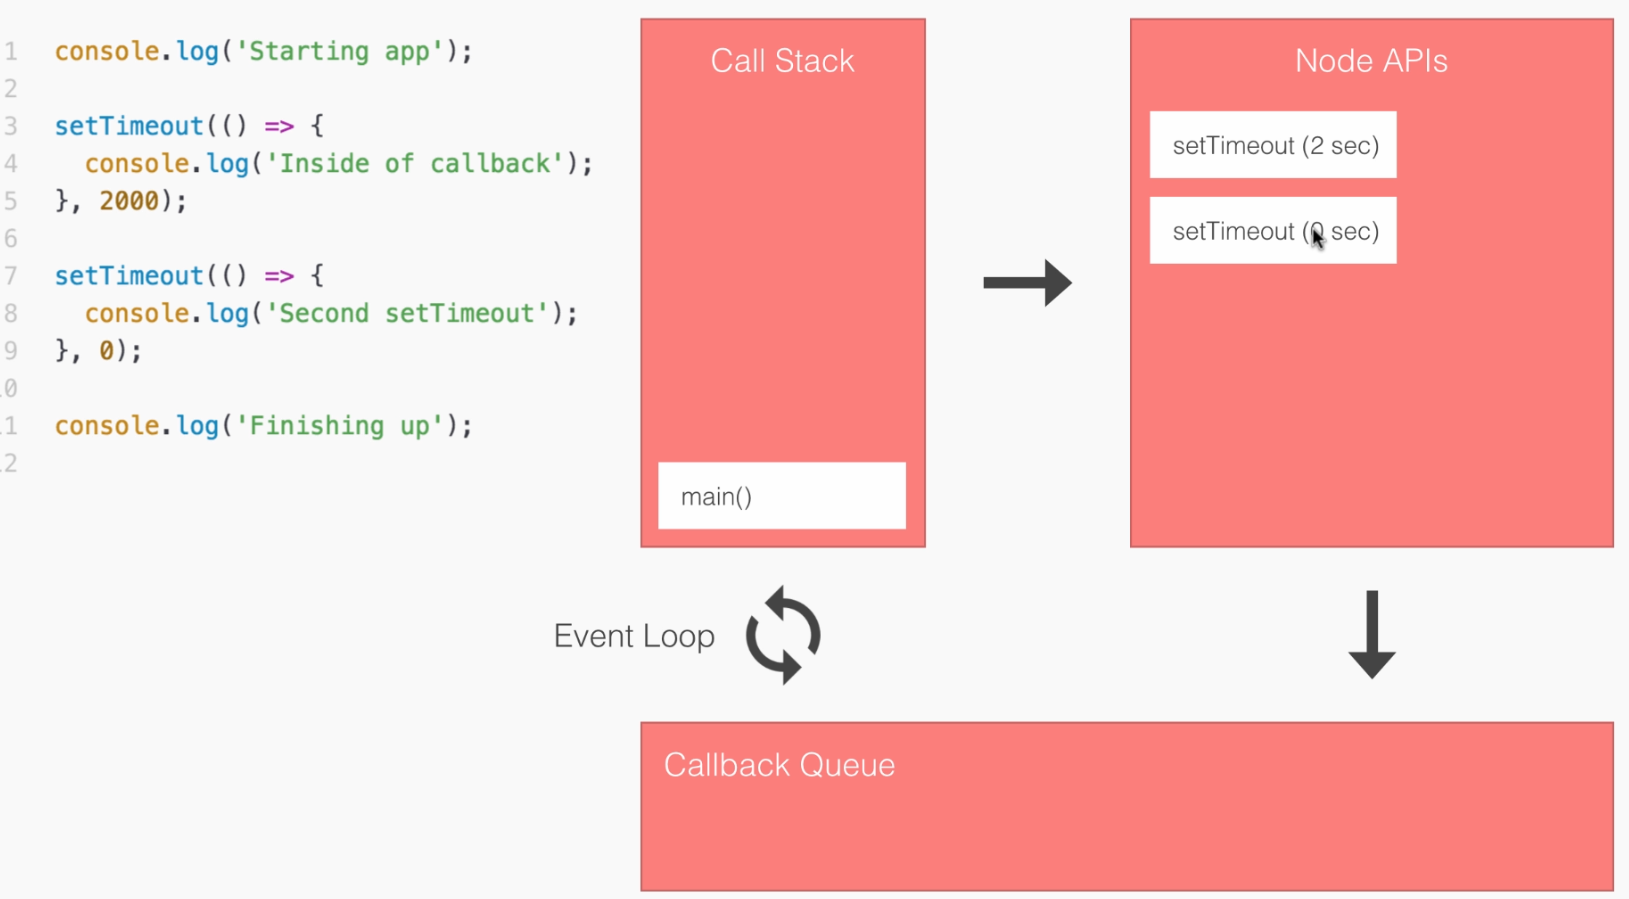 1 console.log('Starting app');
2
3 setTimeout(() => {
4 console.log('Inside of callback');
5 }, 2000);
6
7 setTimeout(() => {
8 console.log('Second setTimeout');
9 }, 0);
0
1 console.log('Finishing up');
2
Call Stack
main()
Node APIs
setTimeout (2 sec)
setTimeout (0 sec)
Event Loop
Callback Queue